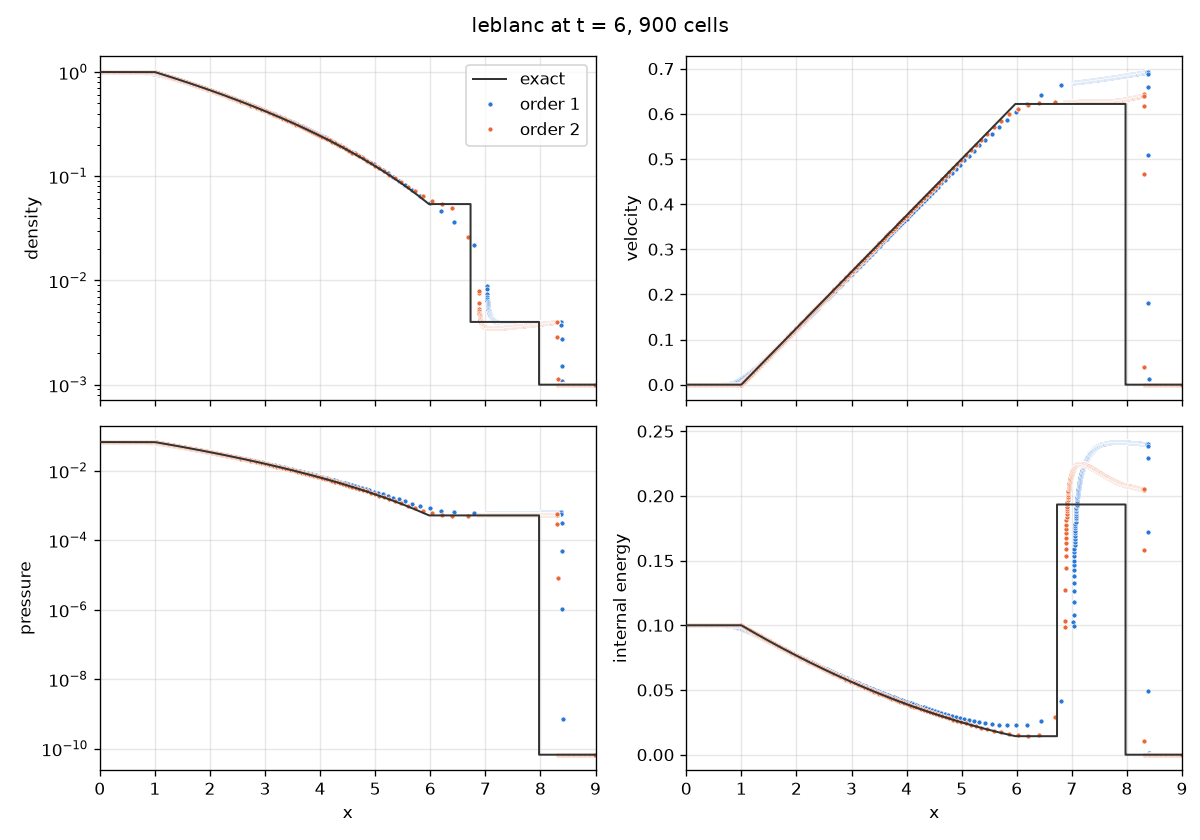 leblanc at t = 6, 900 cells
exact
order 1
order 2
10⁰
10⁻¹
10⁻²
10⁻³
density
0.7
0.6
0.5
0.4
0.3
0.2
0.1
0.0
velocity
10⁻²
10⁻⁴
10⁻⁶
10⁻⁸
10⁻¹⁰
pressure
0 1 2 3 4 5 6 7 8 9
x
0.25
0.20
0.15
0.10
0.05
0.00
internal energy
0 1 2 3 4 5 6 7 8 9
x